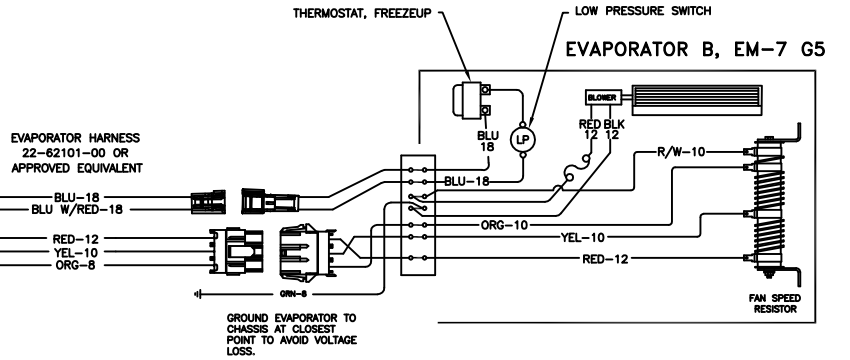 THERMOSTAT, FREEZEUP
LOW PRESSURE SWITCH
EVAPORATOR B, EM-7 G5
BLOWER
RED
12
BLK
12
BLU
18
LP
EVAPORATOR HARNESS
22-62101-00 OR
APPROVED EQUIVALENT
R/W-10
BLU-18
BLU-18
BLU W/RED-18
ORG-10
RED-12
YEL-10
YEL-10
ORG-8
RED-12
GRN-8
FAN SPEED
RESISTOR
GROUND EVAPORATOR TO
CHASSIS AT CLOSEST
POINT TO AVOID VOLTAGE
LOSS.